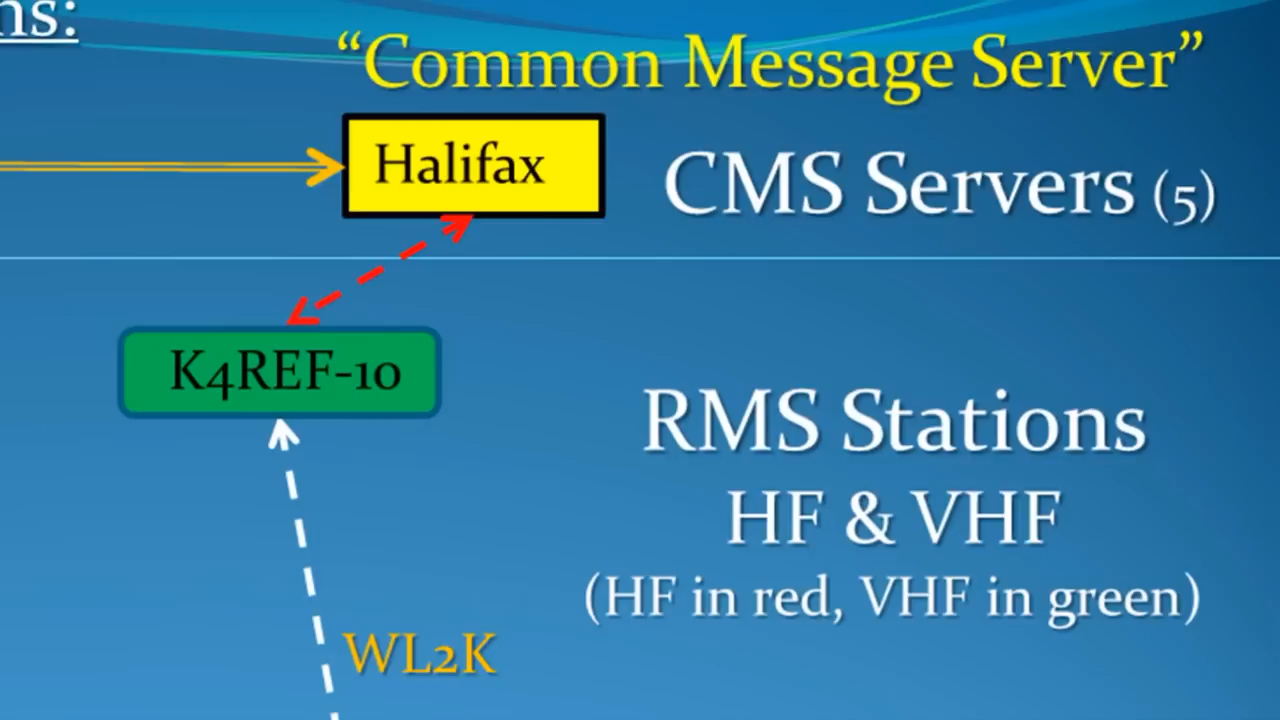 ns:
“Common Message Server”
Halifax
CMS Servers (5)
K4REF-10
RMS Stations
HF & VHF
(HF in red, VHF in green)
WL2K